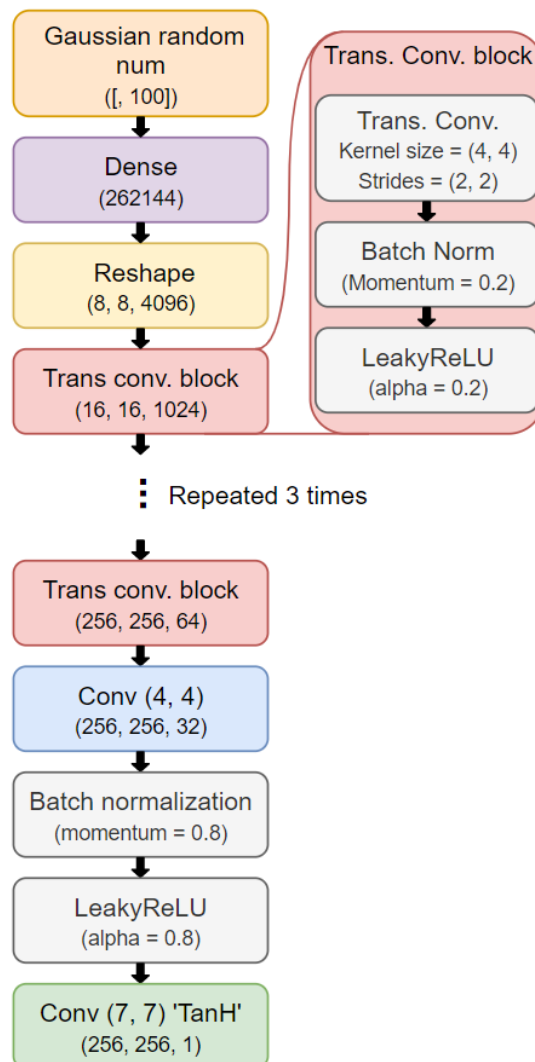 Gaussian random
num
([, 100])
Dense
(262144)
Reshape
(8, 8, 4096)
Trans conv. block
(16, 16, 1024)
Trans. Conv. block
Trans. Conv.
Kernel size = (4, 4)
Strides = (2, 2)
Batch Norm
(Momentum = 0.2)
LeakyReLU
(alpha = 0.2)
Repeated 3 times
Trans conv. block
(256, 256, 64)
Conv (4, 4)
(256, 256, 32)
Batch normalization
(momentum = 0.8)
LeakyReLU
(alpha = 0.8)
Conv (7, 7) 'TanH'
(256, 256, 1)